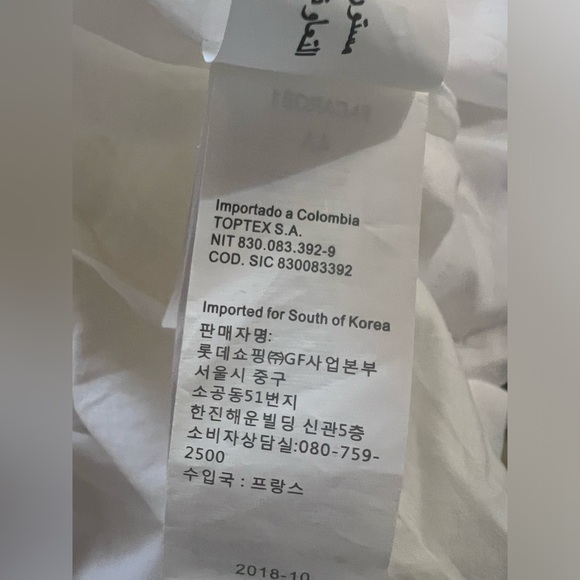 Importado a Colombia
TOPTEX S.A.
NIT 830.083.392-9
COD. SIC 830083392
Imported for South of Korea
판매자명:
롯데쇼핑㈜GF사업본부
서울시 중구
소공동51번지
한진해운빌딩 신관5층
소비자상담실:080-759-
2500
수입국 : 프랑스
2018-10